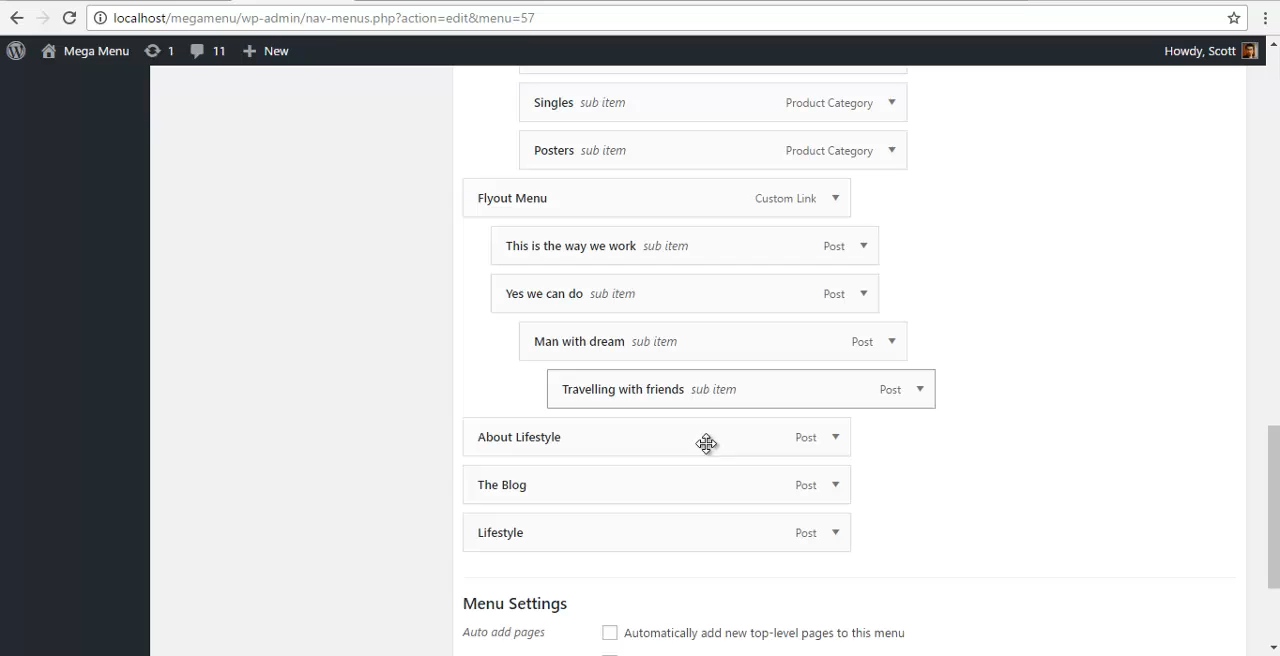 localhost/megamenu/wp-admin/nav-menus.php?action=edit&menu=57
Mega Menu 1 11 New Howdy, Scott
Singles sub item Product Category
Posters sub item Product Category
Flyout Menu Custom Link
This is the way we work sub item Post
Yes we can do sub item Post
Man with dream sub item Post
Travelling with friends sub item Post
About Lifestyle Post
The Blog Post
Lifestyle Post
Menu Settings
Auto add pages Automatically add new top-level pages to this menu